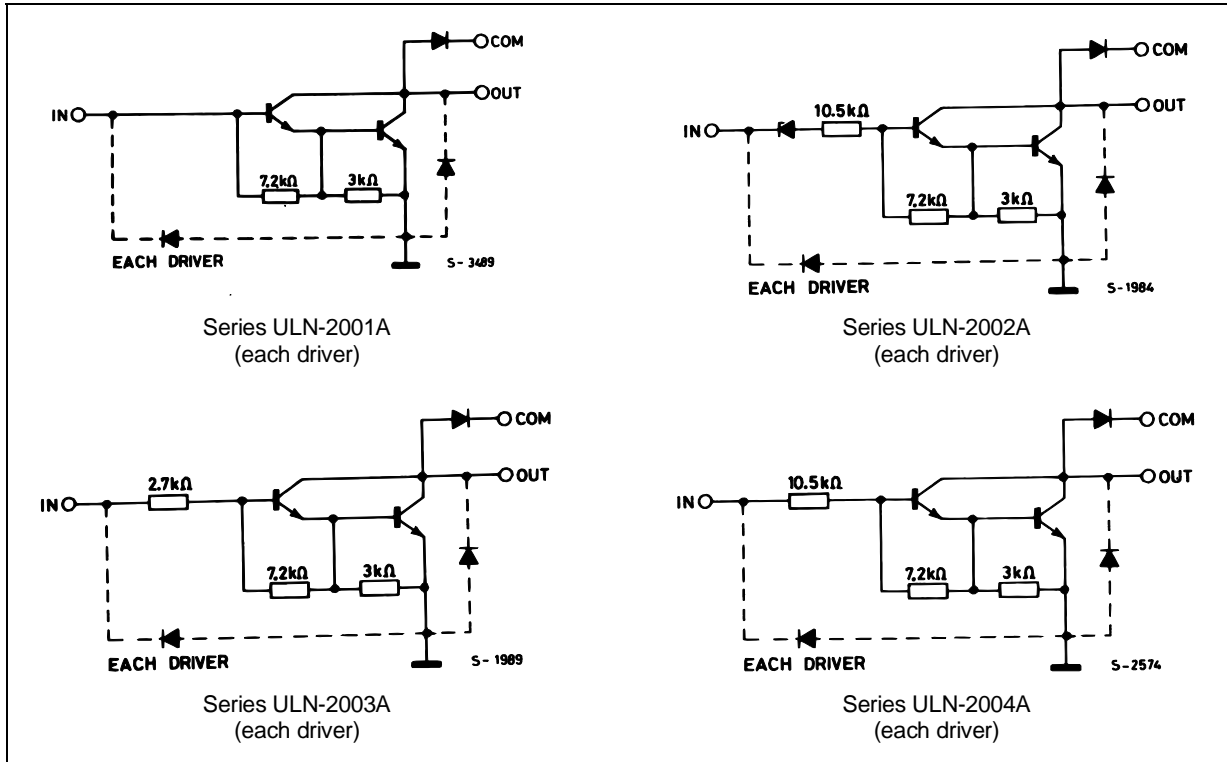 COM
OUT
IN
7.2kΩ
3kΩ
EACH DRIVER
S-3489
Series ULN-2001A
(each driver)
COM
OUT
IN
10.5kΩ
7.2kΩ
3kΩ
EACH DRIVER
S-1984
Series ULN-2002A
(each driver)
COM
OUT
IN
2.7kΩ
7.2kΩ
3kΩ
EACH DRIVER
S-1989
Series ULN-2003A
(each driver)
COM
OUT
IN
10.5kΩ
7.2kΩ
3kΩ
EACH DRIVER
S-2574
Series ULN-2004A
(each driver)